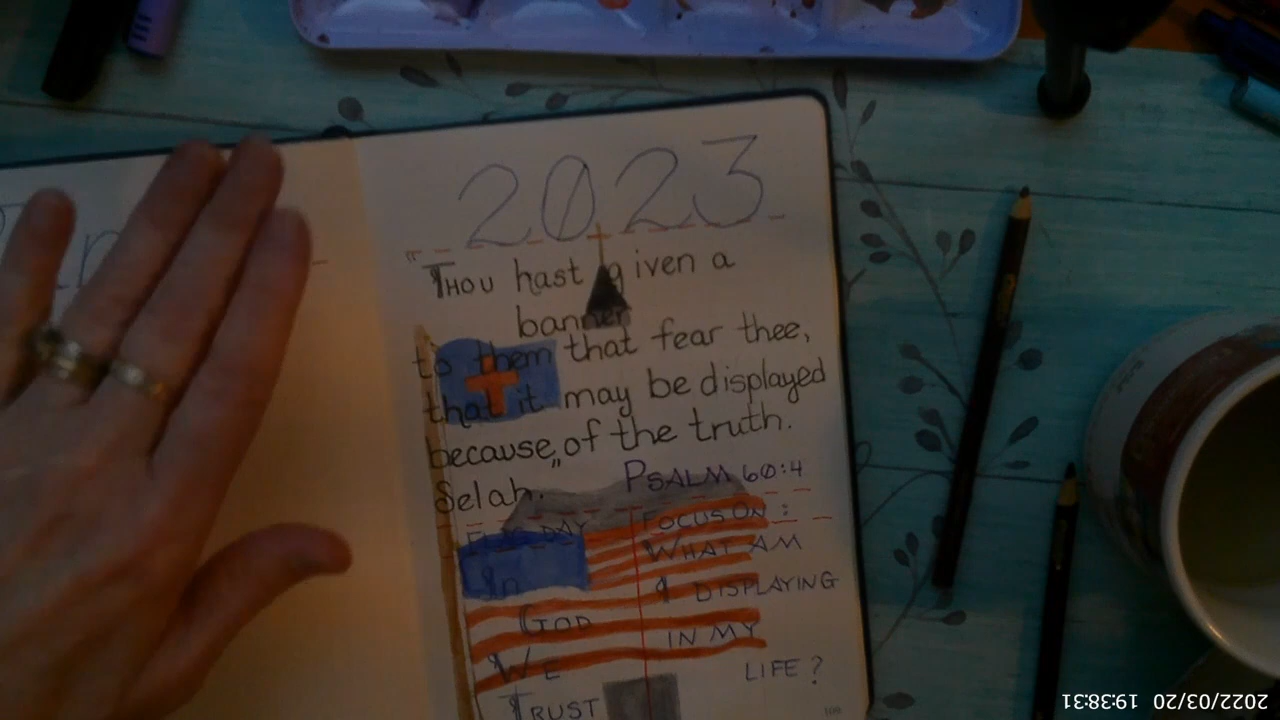 2023
"Thou hast given a
banner
to them that fear thee,
that it may be displayed
because of the truth.
Selah."
PSALM 60:4
FOCUS ON:
WHAT AM
I DISPLAYING
IN MY
LIFE?
DAY
In
GOD
WE
TRUST
2022/03/20 19:38:31